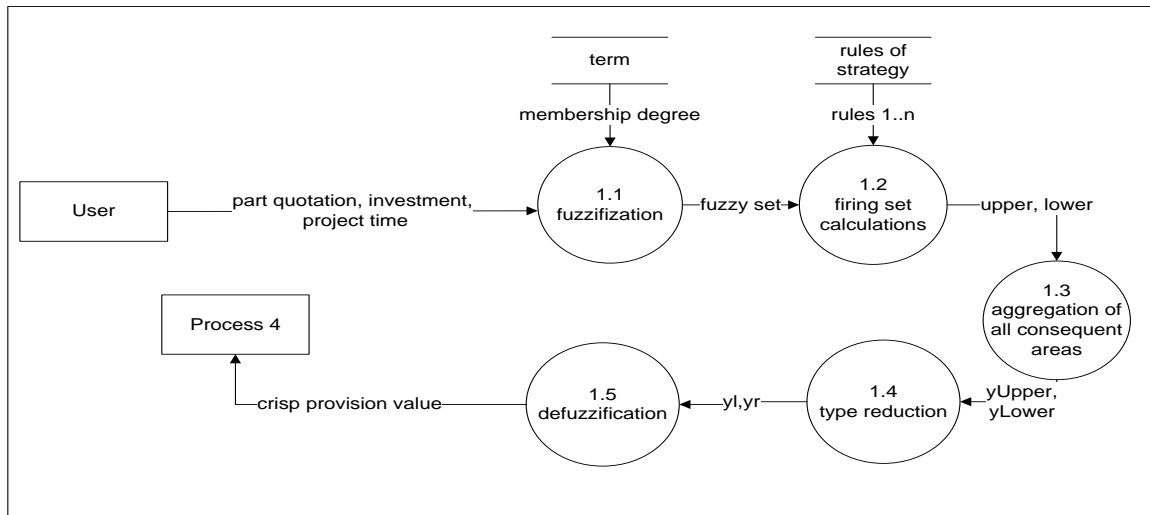 term
rules of
strategy
membership degree
rules 1..n
User
part quotation, investment,
project time
1.1
fuzzifization
fuzzy set
1.2
firing set
calculations
upper, lower
1.3
aggregation of
all consequent
areas
yUpper,
yLower
1.4
type reduction
yl,yr
1.5
defuzzification
crisp provision value
Process 4